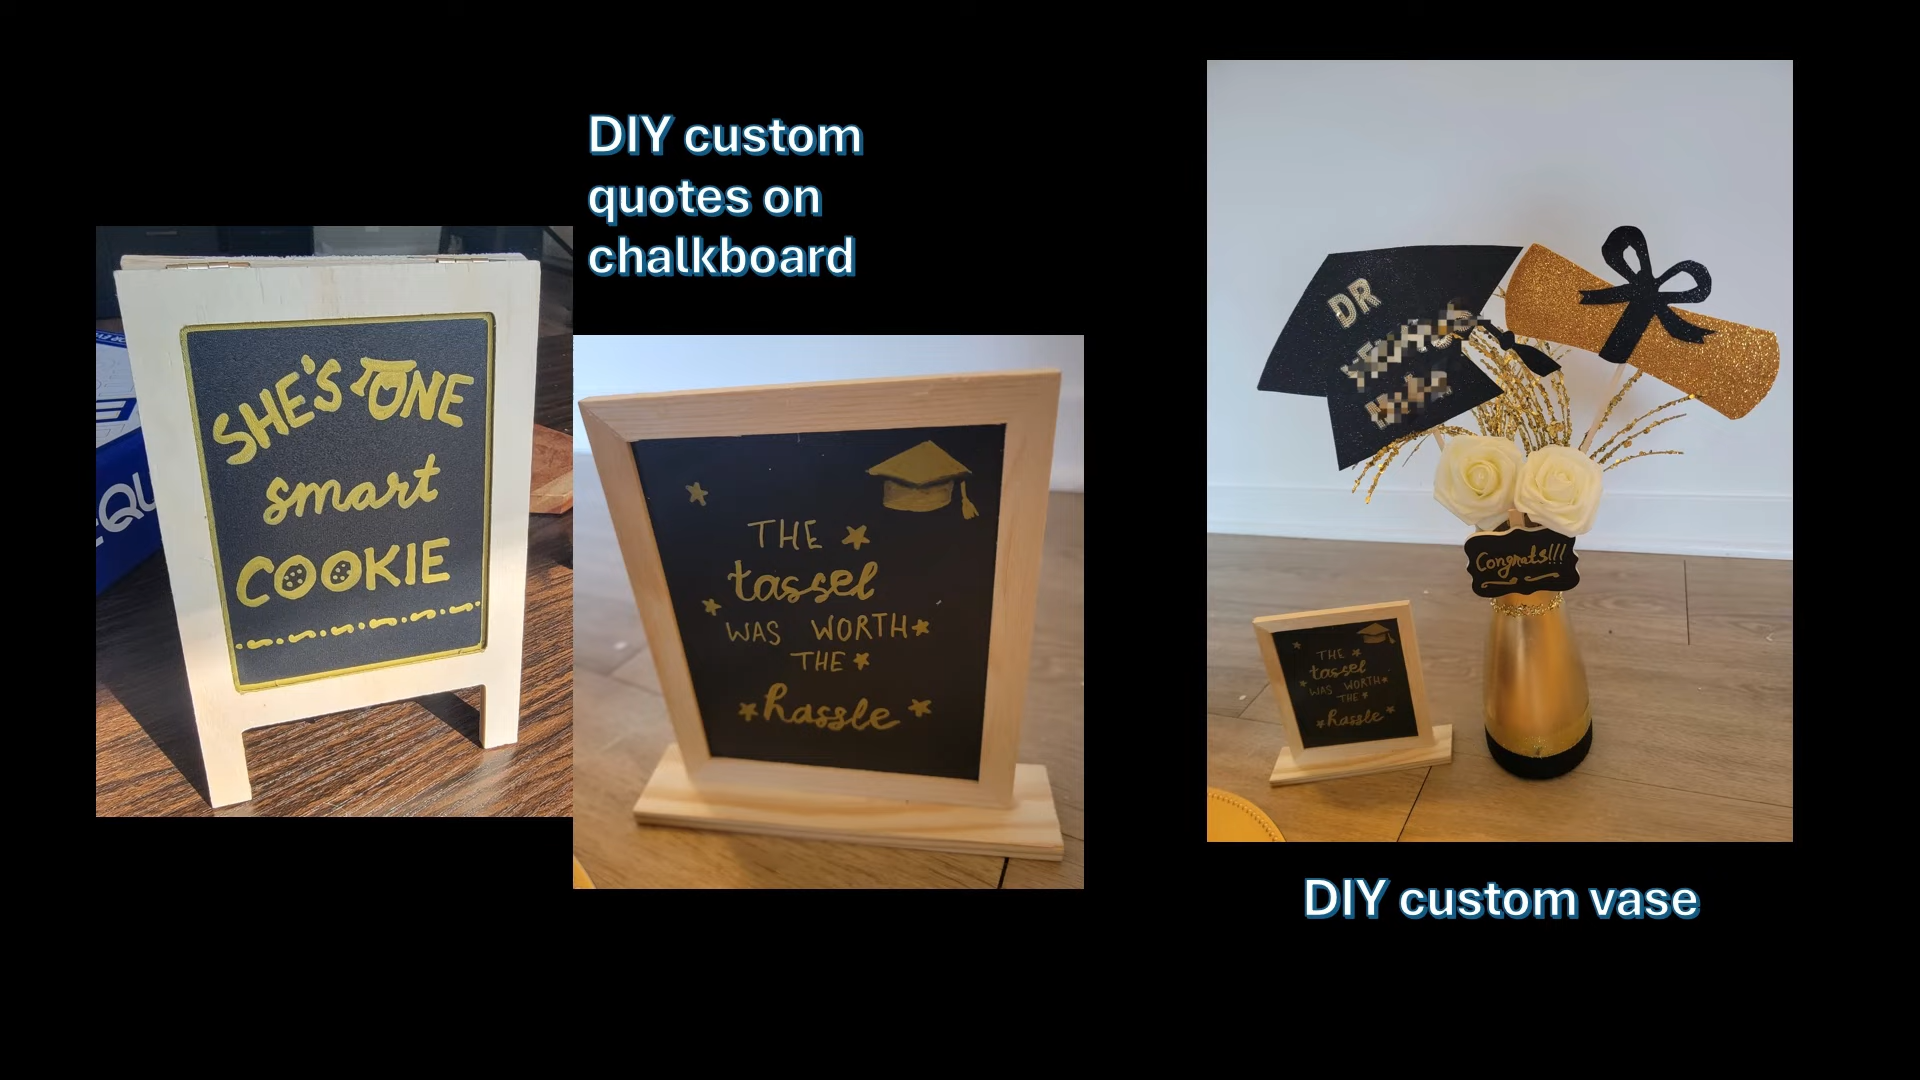 DIY custom
quotes on
chalkboard
SHE'S ONE
smart
COOKIE
THE
tassel
WAS WORTH
THE
hassle
DR
Congrats!!!
THE
tassel
WAS WORTH
THE
hassle
DIY custom vase